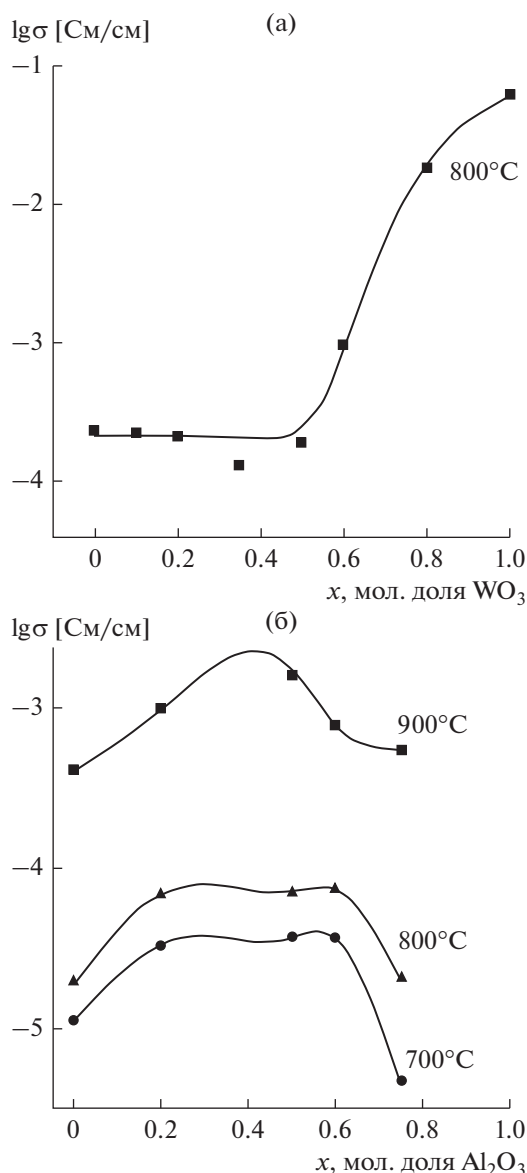 (а)
lgσ [См/см]
−1
800°C
−2
−3
−4
0 0.2 0.4 0.6 0.8 1.0
x, мол. доля WO₃
(б)
lgσ [См/см]
−3
900°C
−4
800°C
−5
700°C
0 0.2 0.4 0.6 0.8 1.0
x, мол. доля Al₂O₃